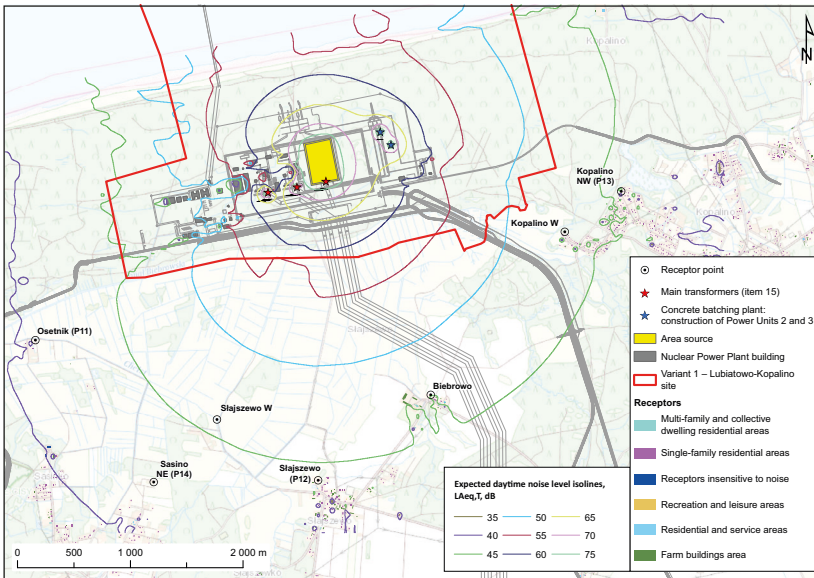 Kopalino
N
Kopalino
NW (P13)
Kopalino
Kopalino W
Słajszewo
Osetnik (P11)
Biebrowo
Słajszewo W
Sasino
Sasino
NE (P14)
Słajszewo
(P12)
Słajszewko
0 500 1 000 2 000 m
Expected daytime noise level isolines,
LAeq,T, dB
35 50 65
40 55 70
45 60 75
Receptor point
Main transformers (item 15)
Concrete batching plant:
construction of Power Units 2 and 3
Area source
Nuclear Power Plant building
Variant 1 – Lubiatowo-Kopalino
site
Receptors
Multi-family and collective
dwelling residential areas
Single-family residential areas
Receptors insensitive to noise
Recreation and leisure areas
Residential and service areas
Farm buildings area